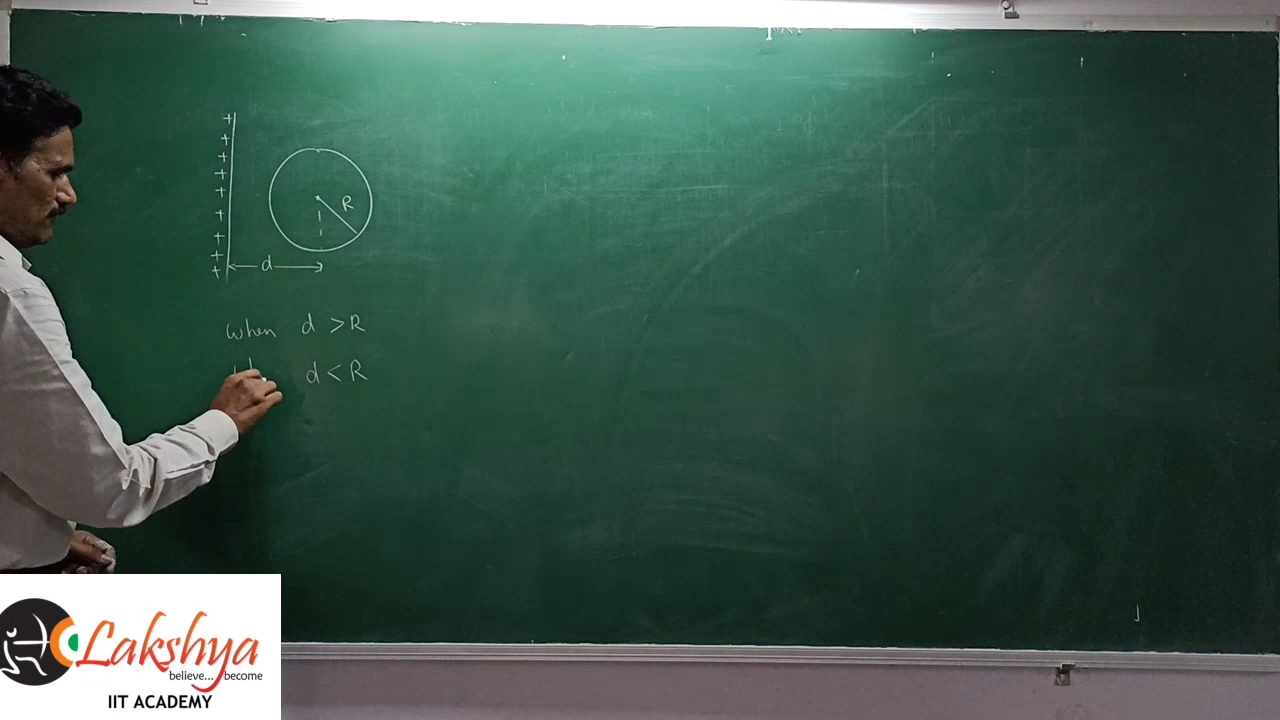 +
+
+
+
+
+
+
+
+
R
d
when d > R
d < R
Lakshya
believe... become
IIT ACADEMY